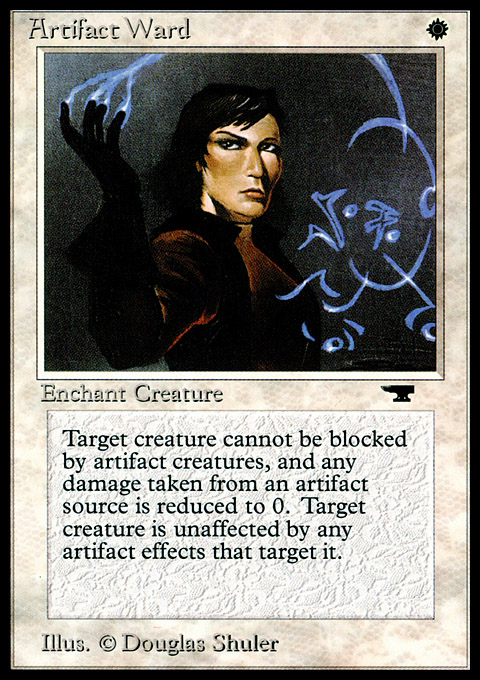 Artifact Ward
Enchant Creature
Target creature cannot be blocked
by artifact creatures, and any
damage taken from an artifact
source is reduced to 0. Target
creature is unaffected by any
artifact effects that target it.
Illus. © Douglas Shuler